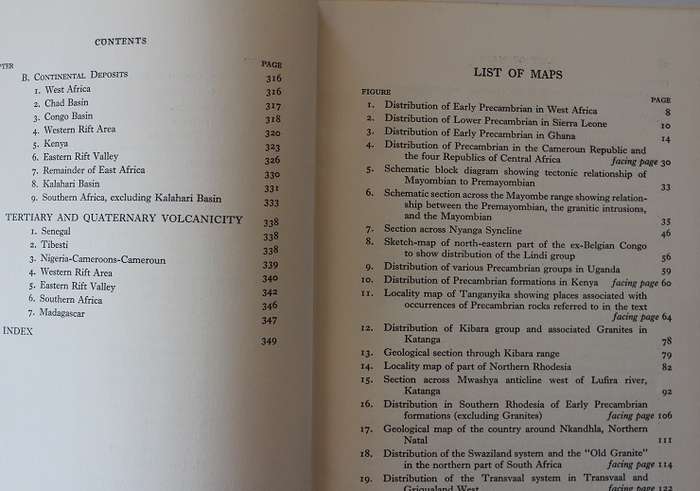 CONTENTS
PTER PAGE
B. CONTINENTAL DEPOSITS 316
1. West Africa 316
2. Chad Basin 317
3. Congo Basin 318
4. Western Rift Area 320
5. Kenya 323
6. Eastern Rift Valley 326
7. Remainder of East Africa 330
8. Kalahari Basin 331
9. Southern Africa, excluding Kalahari Basin 333
TERTIARY AND QUATERNARY VOLCANICITY 338
1. Senegal 338
2. Tibesti 338
3. Nigeria-Cameroons-Cameroun 339
4. Western Rift Area 340
5. Eastern Rift Valley 342
6. Southern Africa 346
7. Madagascar 347
INDEX 349
LIST OF MAPS
FIGURE PAGE
1. Distribution of Early Precambrian in West Africa 8
2. Distribution of Lower Precambrian in Sierra Leone 10
3. Distribution of Early Precambrian in Ghana 14
4. Distribution of Precambrian in the Cameroun Republic and
the four Republics of Central Africa facing page 30
5. Schematic block diagram showing tectonic relationship of
Mayombian to Premayombian 33
6. Schematic section across the Mayombe range showing relation-
ship between the Premayombian, the granitic intrusions,
and the Mayombian 35
7. Section across Nyanga Syncline 46
8. Sketch-map of north-eastern part of the ex-Belgian Congo
to show distribution of the Lindi group 56
9. Distribution of various Precambrian groups in Uganda 59
10. Distribution of Precambrian formations in Kenya facing page 60
11. Locality map of Tanganyika showing places associated with
occurrences of Precambrian rocks referred to in the text
facing page 64
12. Distribution of Kibara group and associated Granites in
Katanga 78
13. Geological section through Kibara range 79
14. Locality map of part of Northern Rhodesia 82
15. Section across Mwashya anticline west of Lufira river,
Katanga 92
16. Distribution in Southern Rhodesia of Early Precambrian
formations (excluding Granites) facing page 106
17. Geological map of the country around Nkandhla, Northern
Natal 111
18. Distribution of the Swaziland system and the "Old Granite"
in the northern part of South Africa facing page 114
19. Distribution of the Transvaal system in Transvaal and
Griqualand West facing page 122